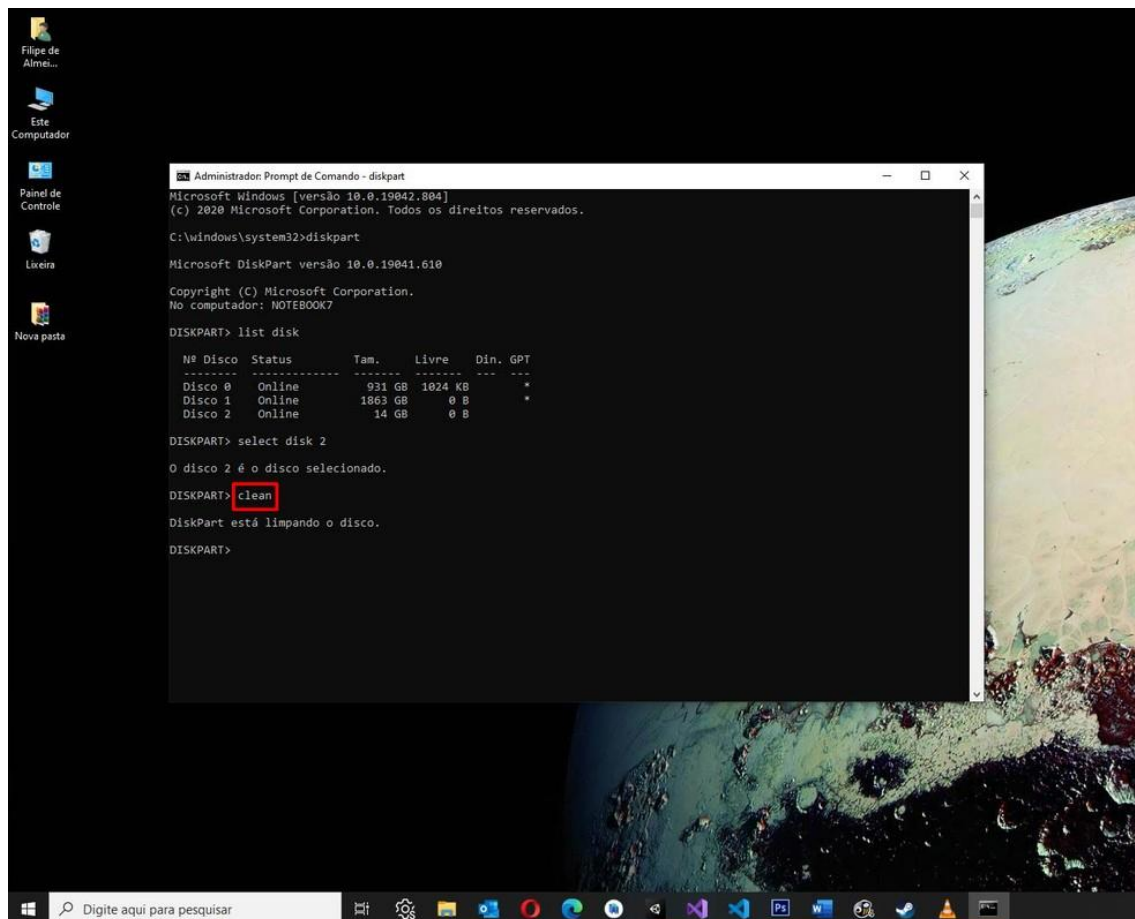 Filipe de
Almei...
Este
Computador
Painel de
Controle
Lixeira
Nova pasta
Administrador: Prompt de Comando - diskpart
Microsoft Windows [versão 10.0.19042.804]
(c) 2020 Microsoft Corporation. Todos os direitos reservados.
C:\windows\system32>diskpart
Microsoft DiskPart versão 10.0.19041.610
Copyright (C) Microsoft Corporation.
No computador: NOTEBOOK7
DISKPART> list disk
Nº Disco  Status         Tam.     Livre    Din.  GPT
--------  -------------  -------  -------  ---  ---
Disco 0    Online          931 GB  1024 KB        *
Disco 1    Online         1863 GB      0 B        *
Disco 2    Online           14 GB      0 B
DISKPART> select disk 2
O disco 2 é o disco selecionado.
DISKPART> clean
DiskPart está limpando o disco.
DISKPART>
Digite aqui para pesquisar
Ps